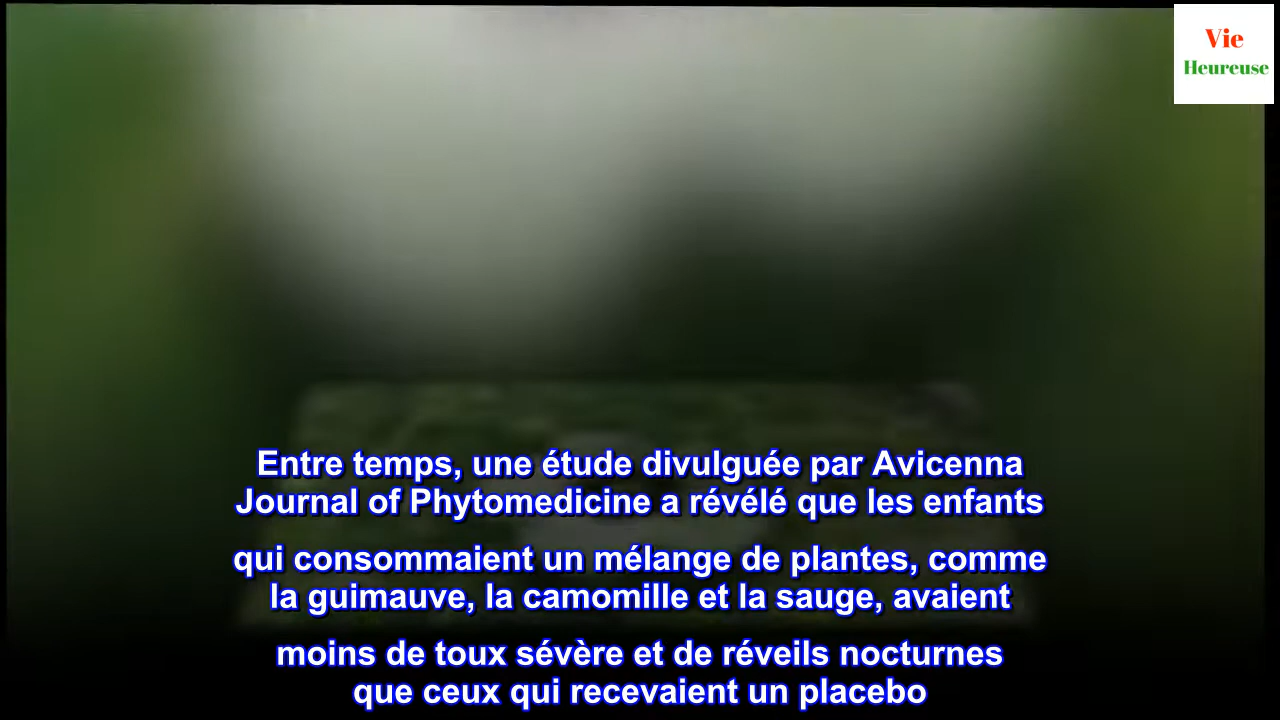 Vie
Heureuse
Entre temps, une étude divulguée par Avicenna
Journal of Phytomedicine a révélé que les enfants
qui consommaient un mélange de plantes, comme
la guimauve, la camomille et la sauge, avaient
moins de toux sévère et de réveils nocturnes
que ceux qui recevaient un placebo